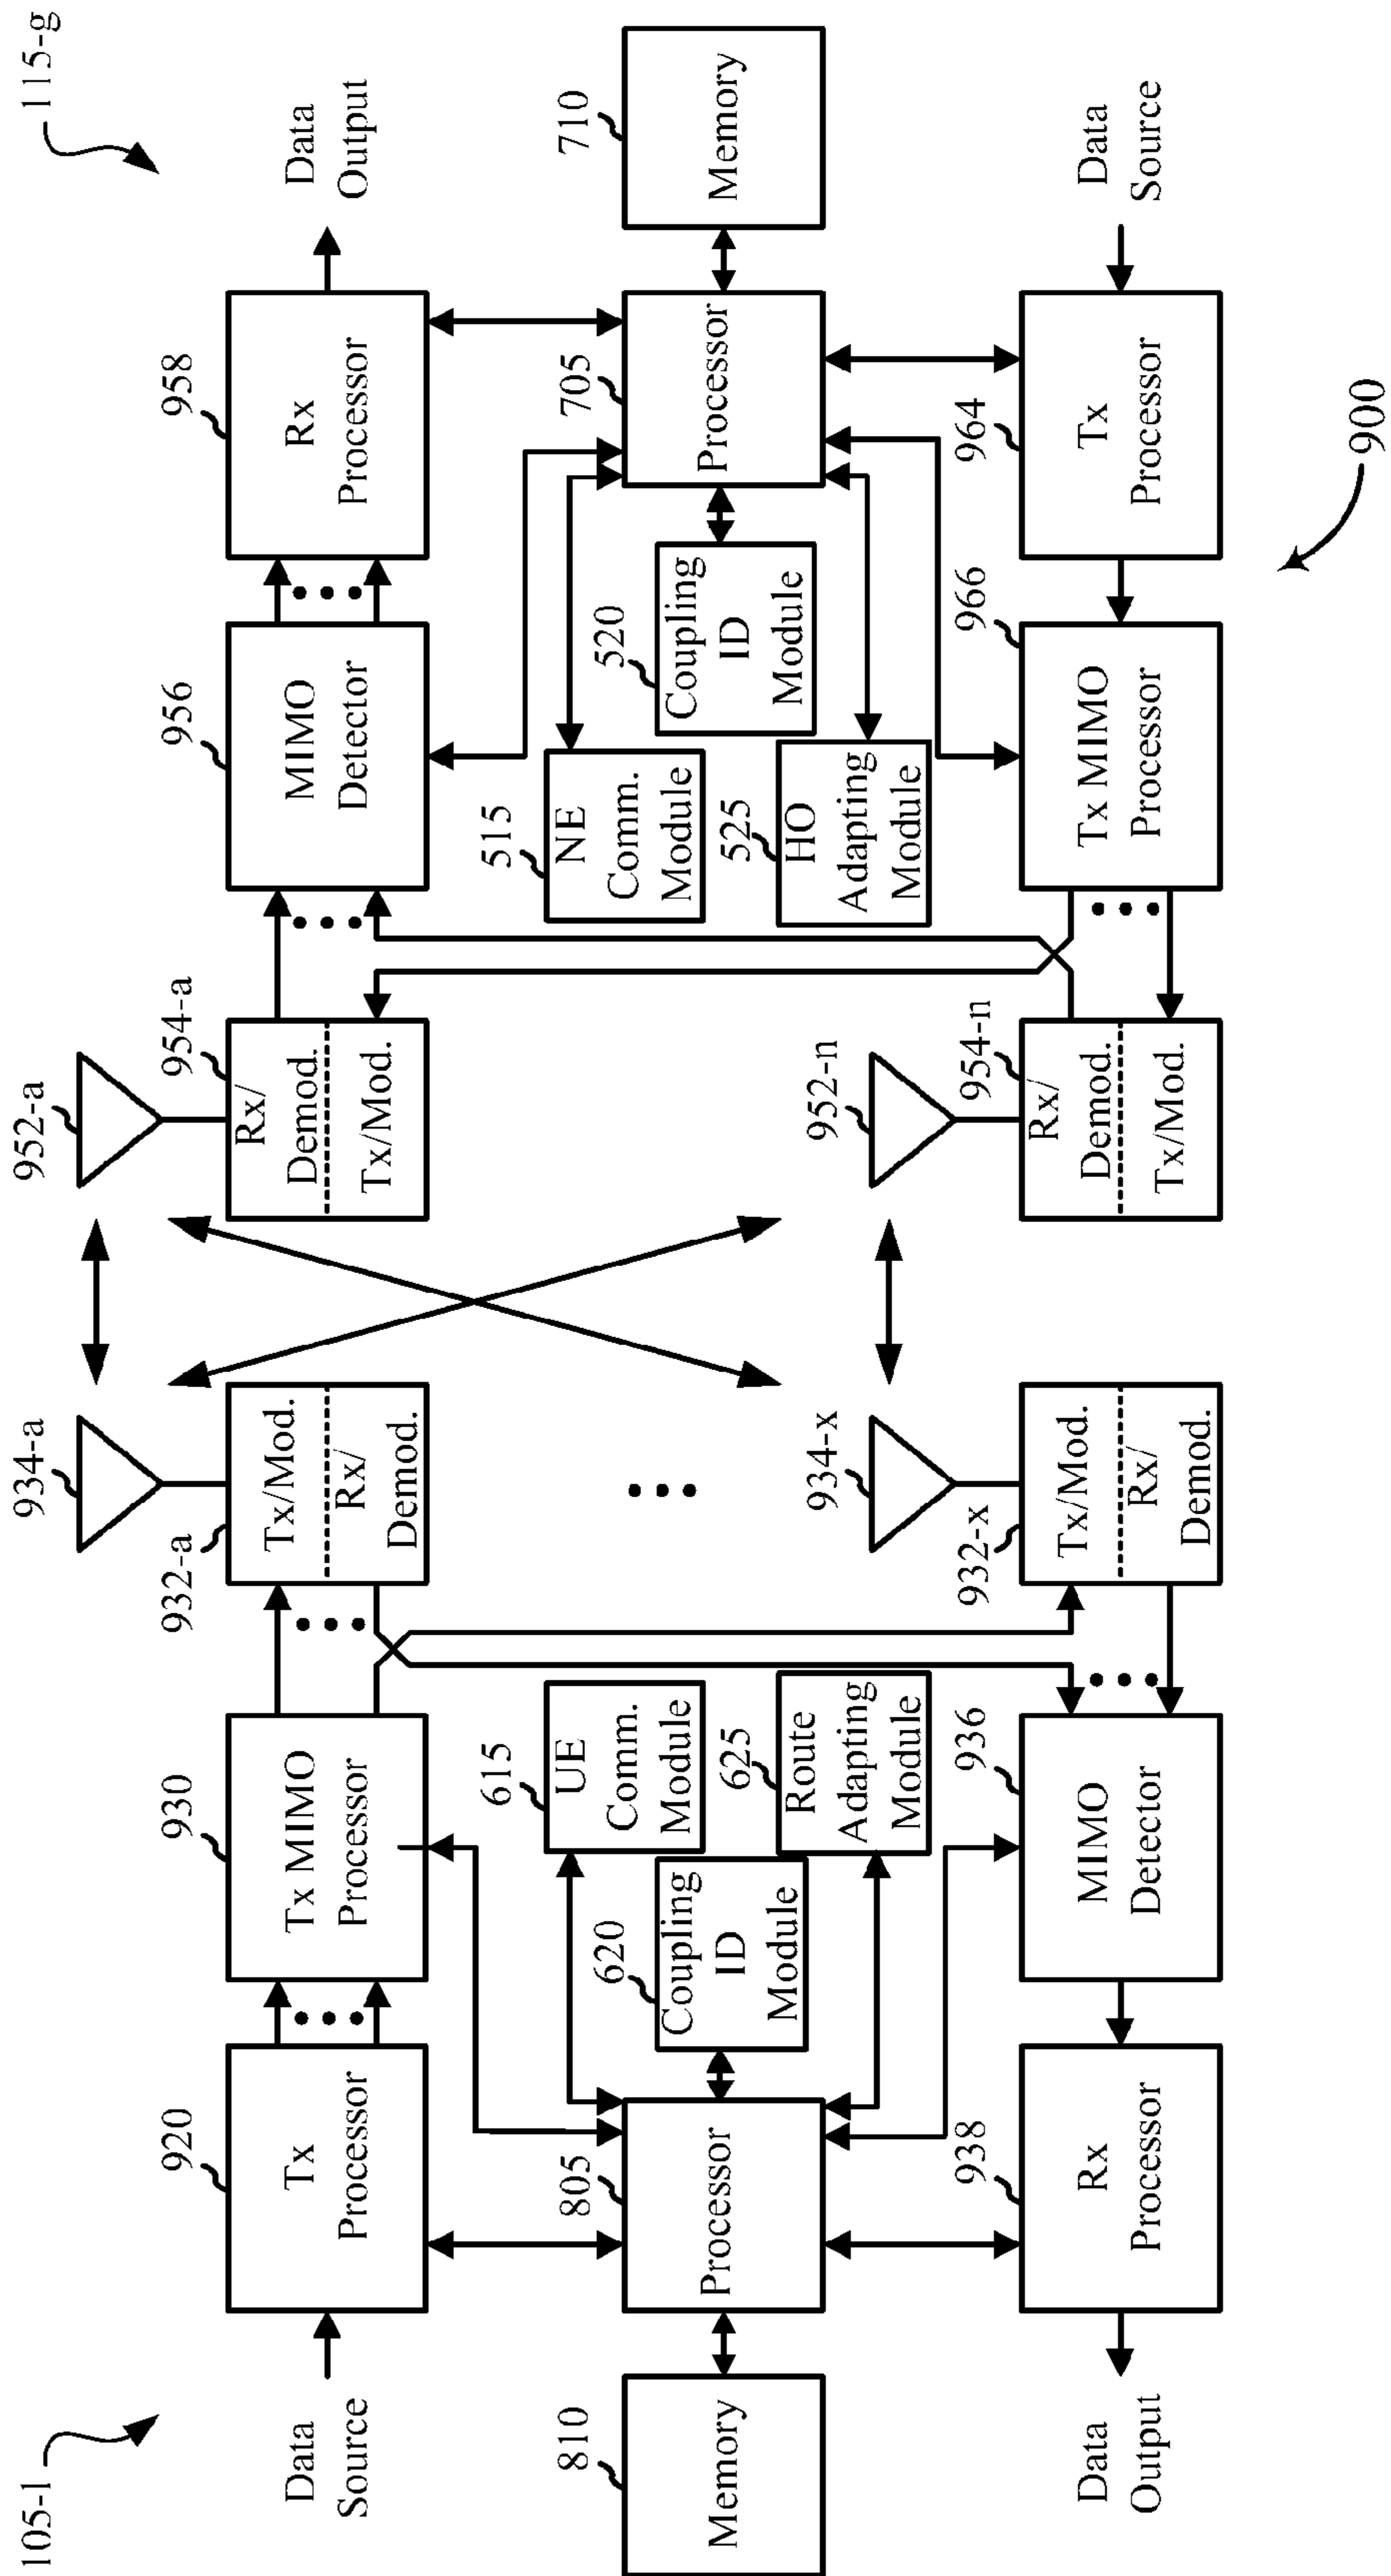 105-l
Data
Source
920
Tx
Processor
930
Tx MIMO
Processor
932-a
934-a
Tx/Mod.
Rx/
Demod.
810
Memory
805
Processor
620
Coupling
ID
Module
615
UE
Comm.
Module
625
Route
Adapting
Module
Data
Output
938
Rx
Processor
936
MIMO
Detector
932-x
934-x
Tx/Mod.
Rx/
Demod.
115-g
952-a
954-a
Rx/
Demod.
Tx/Mod.
956
MIMO
Detector
958
Rx
Processor
Data
Output
515
NE
Comm.
Module
520
Coupling
ID
Module
525
HO
Adapting
Module
705
Processor
710
Memory
952-n
954-n
Rx/
Demod.
Tx/Mod.
966
Tx MIMO
Processor
964
Tx
Processor
Data
Source
900